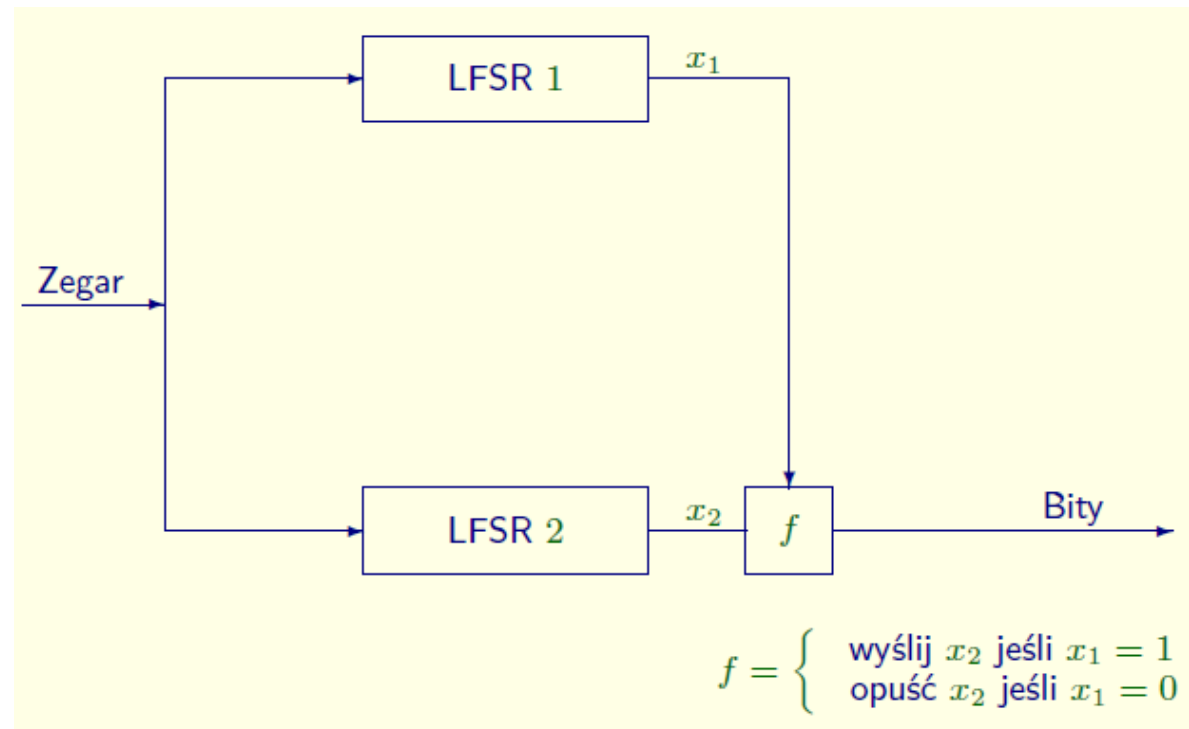 LFSR 1
x₁
Zegar
LFSR 2
x₂
f
Bity
f = { wyślij x₂ jeśli x₁ = 1
opuść x₂ jeśli x₁ = 0